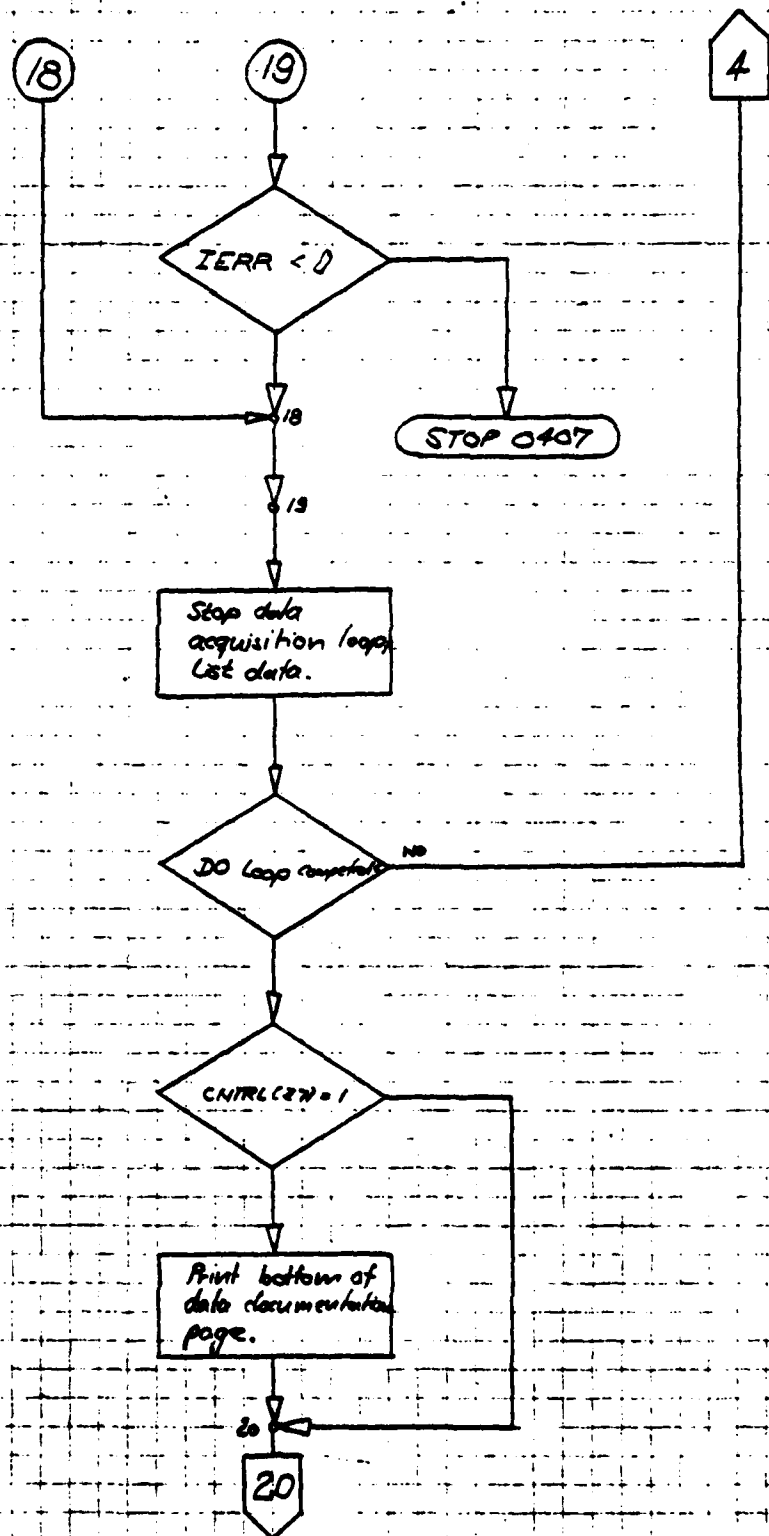 18
19
4
IERR < 0
18
STOP 0407
19
Stop data
acquisition loop,
List data.
DO Loop
NO
CNTRL(27) = 1
Print bottom of
data documentation
page.
20
20